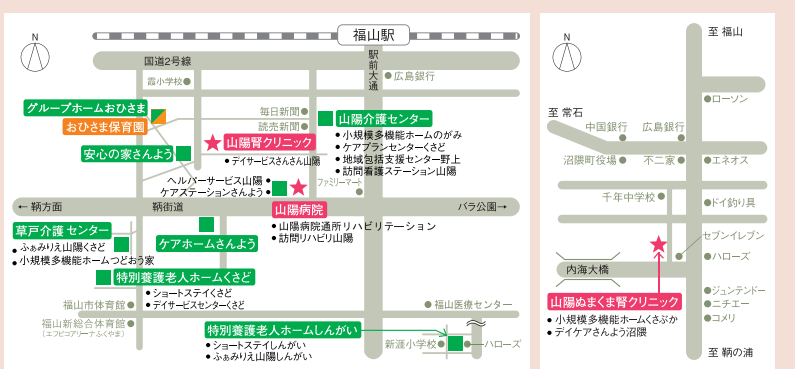 N
福山駅
国道2号線
霞小学校
駅前大通
広島銀行
グループホームおひさま
おひさま保育園
毎日新聞
読売新聞
山陽介護センター
• 小規模多機能ホームのがみ
• ケアプランセンターくさど
• 地域包括支援センター野上
• 訪問看護ステーション山陽
安心の家さんよう
山陽腎クリニック
• デイサービスさんさん山陽
ヘルパーサービス山陽 •
ケアステーションさんよう •
ファミリーマート
← 鞆方面
鞆街道
バラ公園→
山陽病院
• 山陽病院通所リハビリテーション
• 訪問リハビリ山陽
草戸介護センター
• ふぁみりえ山陽くさど
• 小規模多機能ホームつどおう家
ケアホームさんよう
特別養護老人ホームくさど
• ショートステイくさど
• デイサービスセンターくさど
福山市体育館
福山新総合体育館
(エフピコアリーナふくやま)
福山医療センター
特別養護老人ホームしんがい
• ショートステイしんがい
• ふぁみりえ山陽しんがい
新涯小学校
ハローズ
N
至 福山
ローソン
至 常石
中国銀行
広島銀行
沼隈町役場
不二家
エネオス
千年中学校
ドイ釣り具
セブンイレブン
ハローズ
内海大橋
山陽ぬまくま腎クリニック
• 小規模多機能ホームくさぶか
• デイケアさんよう沼隈
ジュンテンドー
ニチエー
コメリ
至 鞆の浦